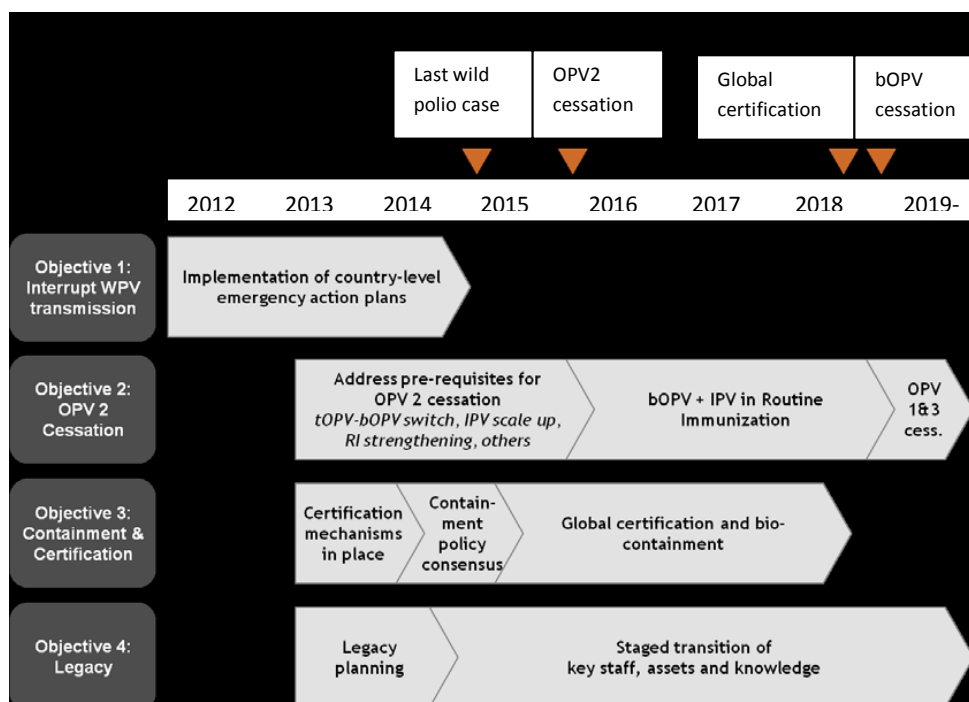 Last wild
polio case
OPV2
cessation
Global
certification
bOPV
cessation
2012 2013 2014 2015 2016 2017 2018 2019-
Objective 1:
Interrupt WPV
transmission
Implementation of country-level
emergency action plans
Objective 2:
OPV 2
Cessation
Address pre-requisites for
OPV 2 cessation
tOPV-bOPV switch, IPV scale up,
RI strengthening, others
bOPV + IPV in Routine
Immunization
OPV
1&3
cess.
Objective 3:
Containment &
Certification
Certification
mechanisms
in place
Contain-
ment
policy
consensus
Global certification and bio-
containment
Objective 4:
Legacy
Legacy
planning
Staged transition of
key staff, assets and knowledge